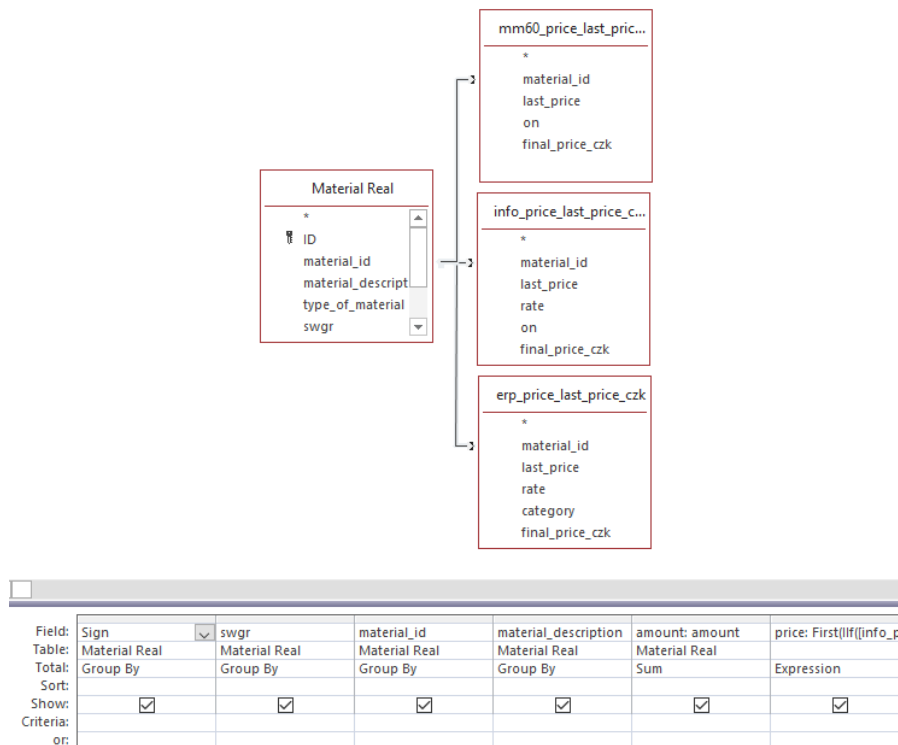 mm60_price_last_pric...
*
material_id
last_price
on
final_price_czk
Material Real
*
ID
material_id
material_descript
type_of_material
swgr
info_price_last_price_c...
*
material_id
last_price
rate
on
final_price_czk
erp_price_last_price_czk
*
material_id
last_price
rate
category
final_price_czk
Field: Sign swgr material_id material_description amount: amount price: First(IIf([info_p
Table: Material Real Material Real Material Real Material Real Material Real
Total: Group By Group By Group By Group By Sum Expression
Sort:
Show:
Criteria:
or: